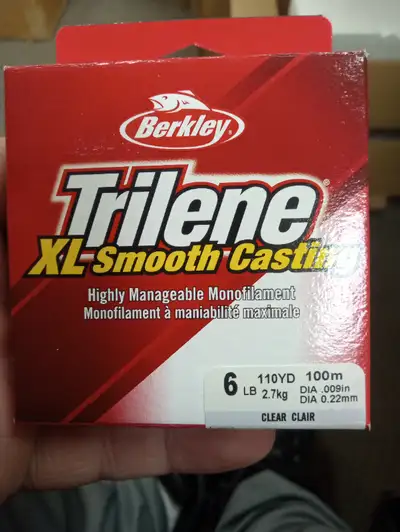 Berkley
Trilene
XL Smooth Casting
Highly Manageable Monofilament
Monofilament à maniabilité maximale
6 LB 110YD 100m
2.7kg DIA .009in
DIA 0.22mm
CLEAR CLAIR